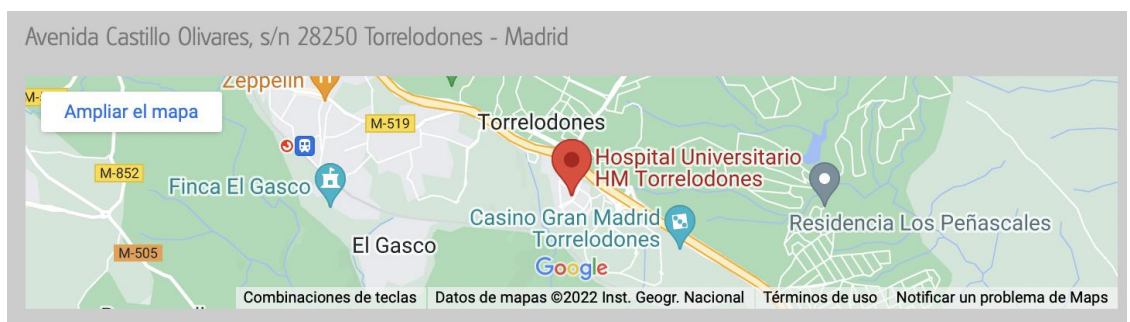 Avenida Castillo Olivares, s/n 28250 Torrelodones - Madrid
Zeppelin
Ampliar el mapa
M-519
Torrelodones
Hospital Universitario
HM Torrelodones
M-852
Finca El Gasco
Casino Gran Madrid
Torrelodones
Residencia Los Peñascales
El Gasco
M-505
Google
Combinaciones de teclas
Datos de mapas ©2022 Inst. Geogr. Nacional
Términos de uso
Notificar un problema de Maps